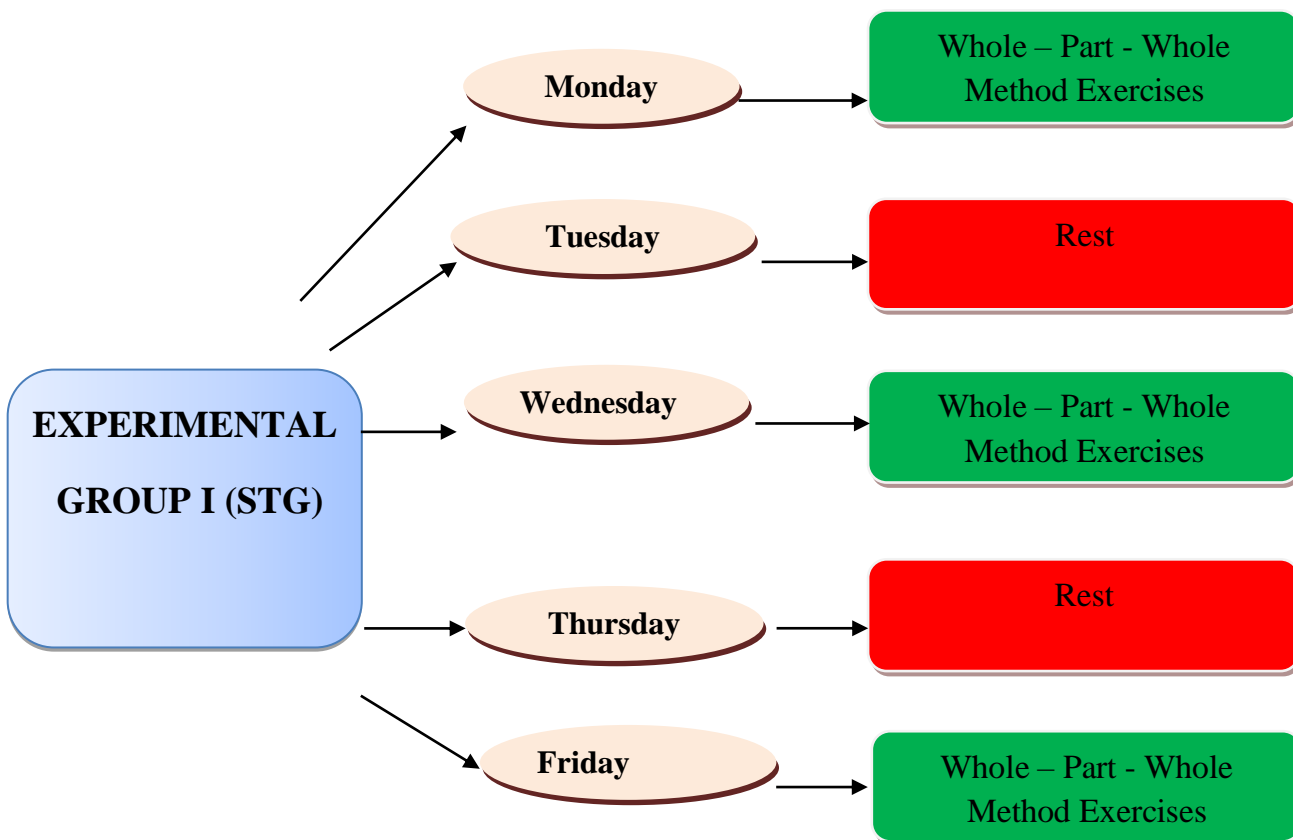 EXPERIMENTAL
GROUP I (STG)
Monday
Whole – Part - Whole
Method Exercises
Tuesday
Rest
Wednesday
Whole – Part - Whole
Method Exercises
Thursday
Rest
Friday
Whole – Part - Whole
Method Exercises